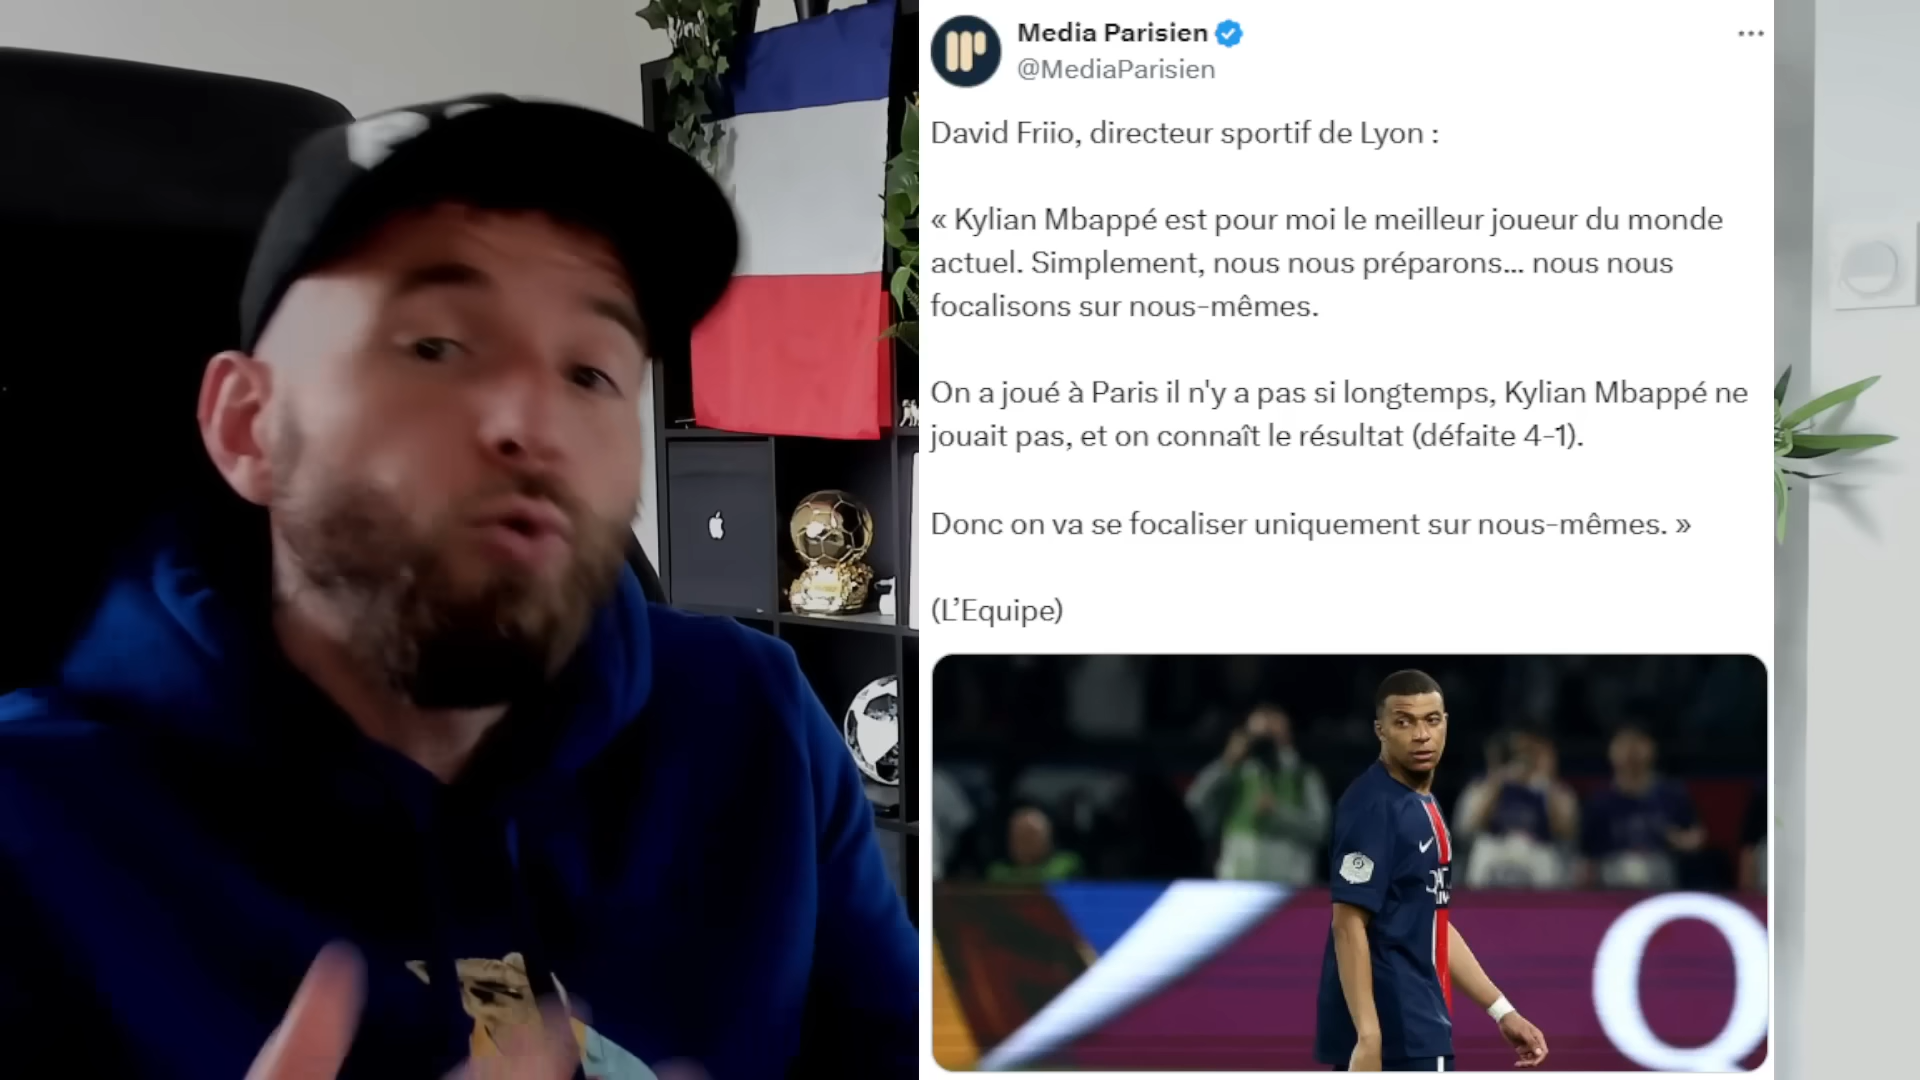 Media Parisien
@MediaParisien
David Friio, directeur sportif de Lyon :
« Kylian Mbappé est pour moi le meilleur joueur du monde
actuel. Simplement, nous nous préparons... nous nous
focalisons sur nous-mêmes.
On a joué à Paris il n'y a pas si longtemps, Kylian Mbappé ne
jouait pas, et on connaît le résultat (défaite 4-1).
Donc on va se focaliser uniquement sur nous-mêmes. »
(L’Equipe)
Q